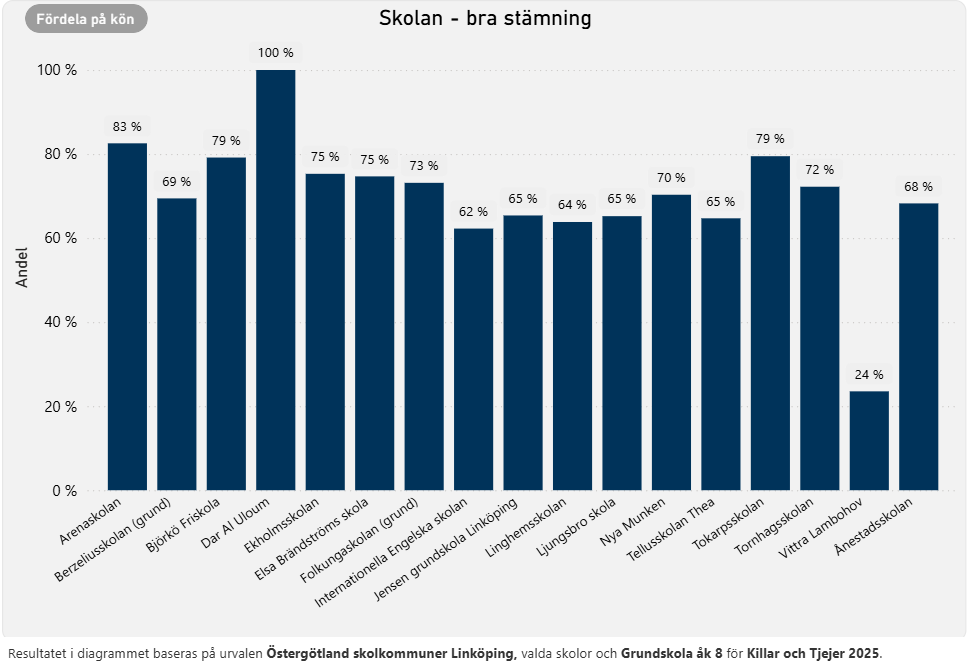 Fördela på kön
Skolan - bra stämning
Andel
100 %
80 %
60 %
40 %
20 %
0 %
83 %
69 %
79 %
100 %
75 %
75 %
73 %
62 %
65 %
64 %
65 %
70 %
65 %
79 %
72 %
24 %
68 %
Arenaskolan
Berzeliusskolan (grund)
Björkö Friskola
Dar Al Uloum
Ekholmsskolan
Elsa Brändströms skola
Folkungaskolan (grund)
Internationella Engelska skolan
Jensen grundskola Linköping
Linghemsskolan
Ljungsbro skola
Nya Munken
Tellusskolan Thea
Tokarpsskolan
Tornhagsskolan
Vittra Lambohov
Ånestadsskolan
Resultatet i diagrammet baseras på urvalen Östergötland skolkommuner Linköping, valda skolor och Grundskola åk 8 för Killar och Tjejer 2025.